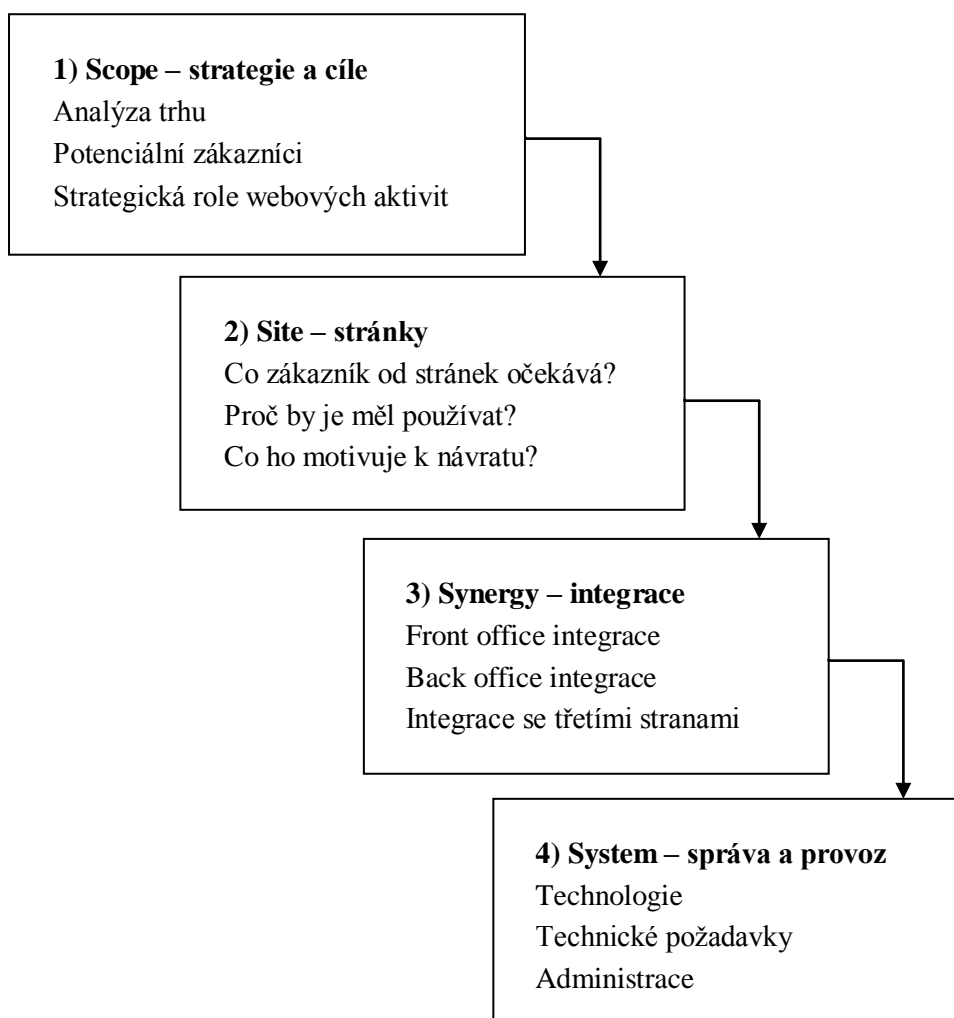 1) Scope – strategie a cíle
Analýza trhu
Potenciální zákazníci
Strategická role webových aktivit
2) Site – stránky
Co zákazník od stránek očekává?
Proč by je měl používat?
Co ho motivuje k návratu?
3) Synergy – integrace
Front office integrace
Back office integrace
Integrace se třetími stranami
4) System – správa a provoz
Technologie
Technické požadavky
Administrace